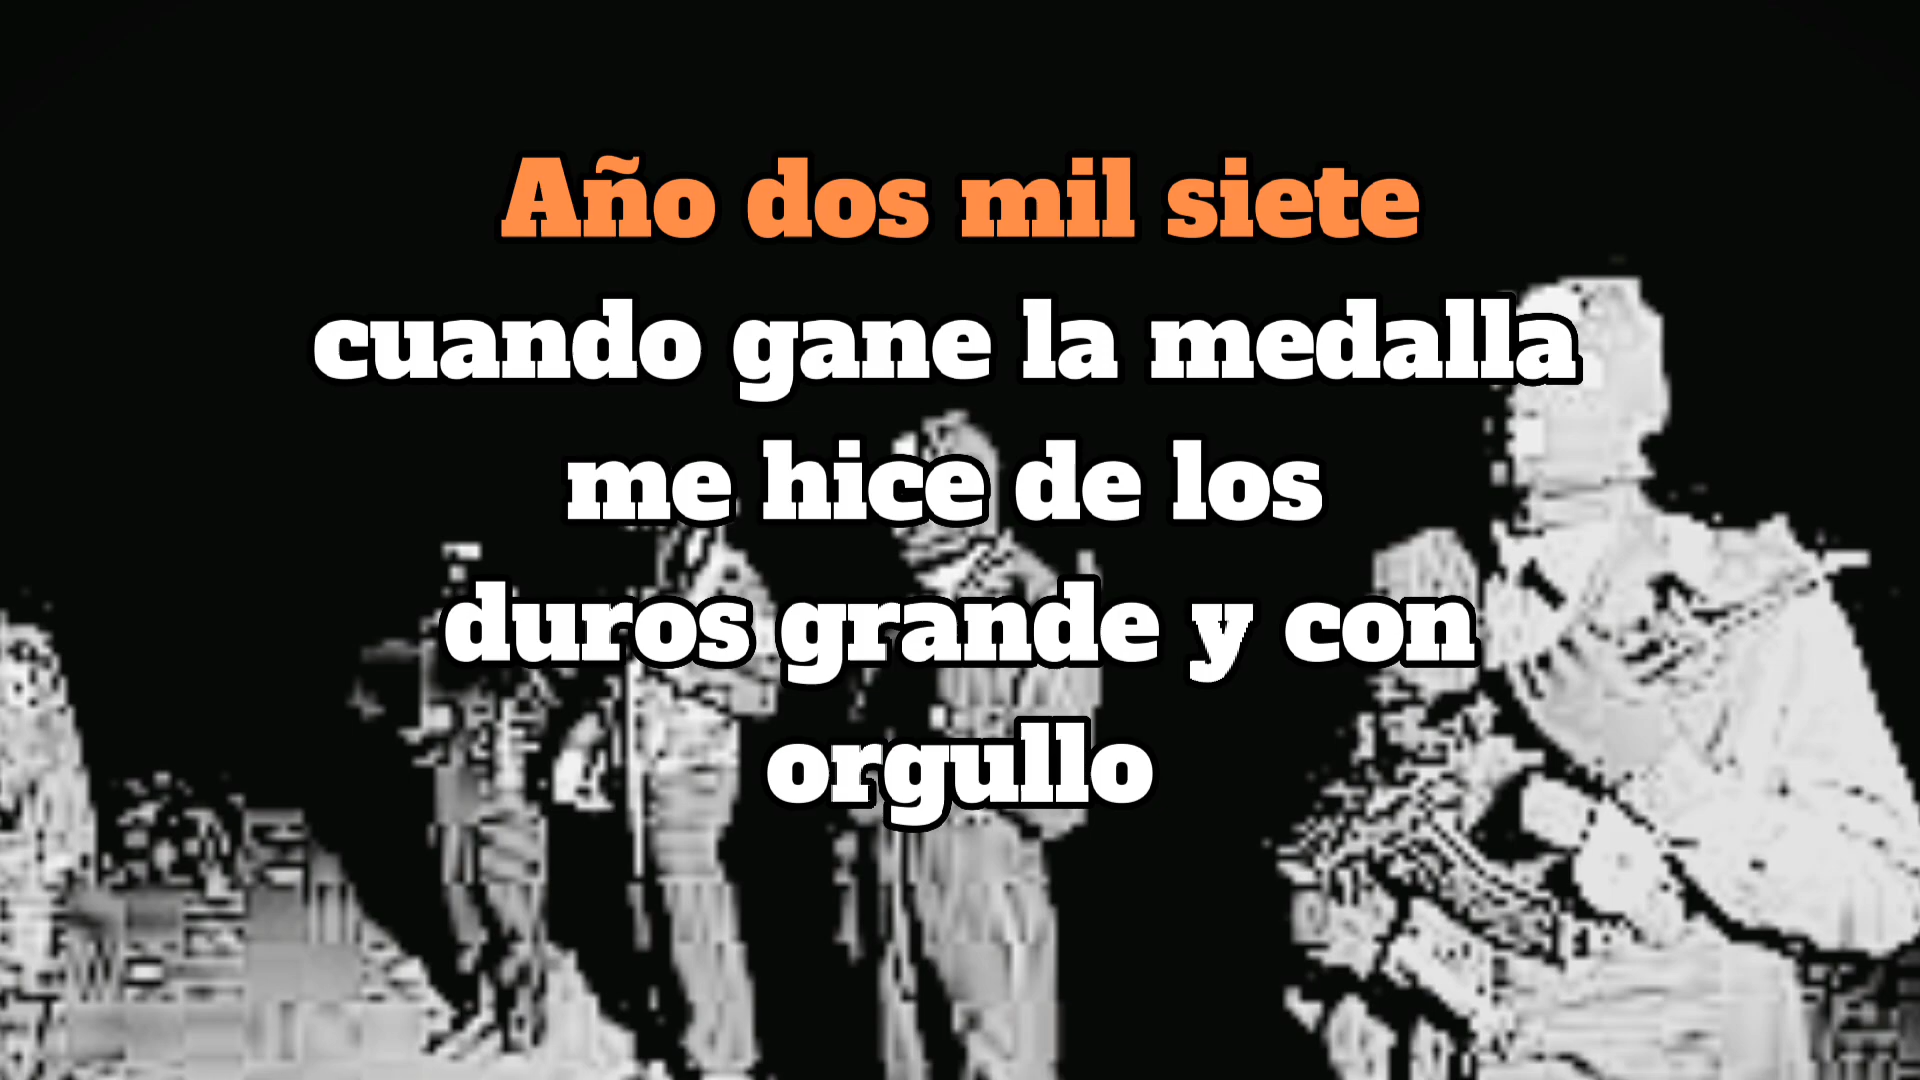 Año dos mil siete
cuando gane la medalla
me hice de los
duros grande y con
orgullo